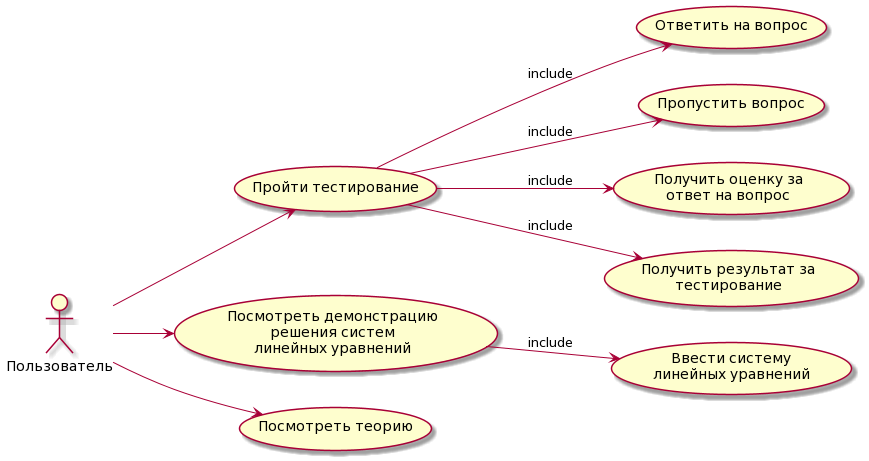 Ответить на вопрос
include
Пропустить вопрос
include
Пройти тестирование
include
Получить оценку за
ответ на вопрос
include
Получить результат за
тестирование
Пользователь
Посмотреть демонстрацию
решения систем
линейных уравнений
include
Ввести систему
линейных уравнений
Посмотреть теорию